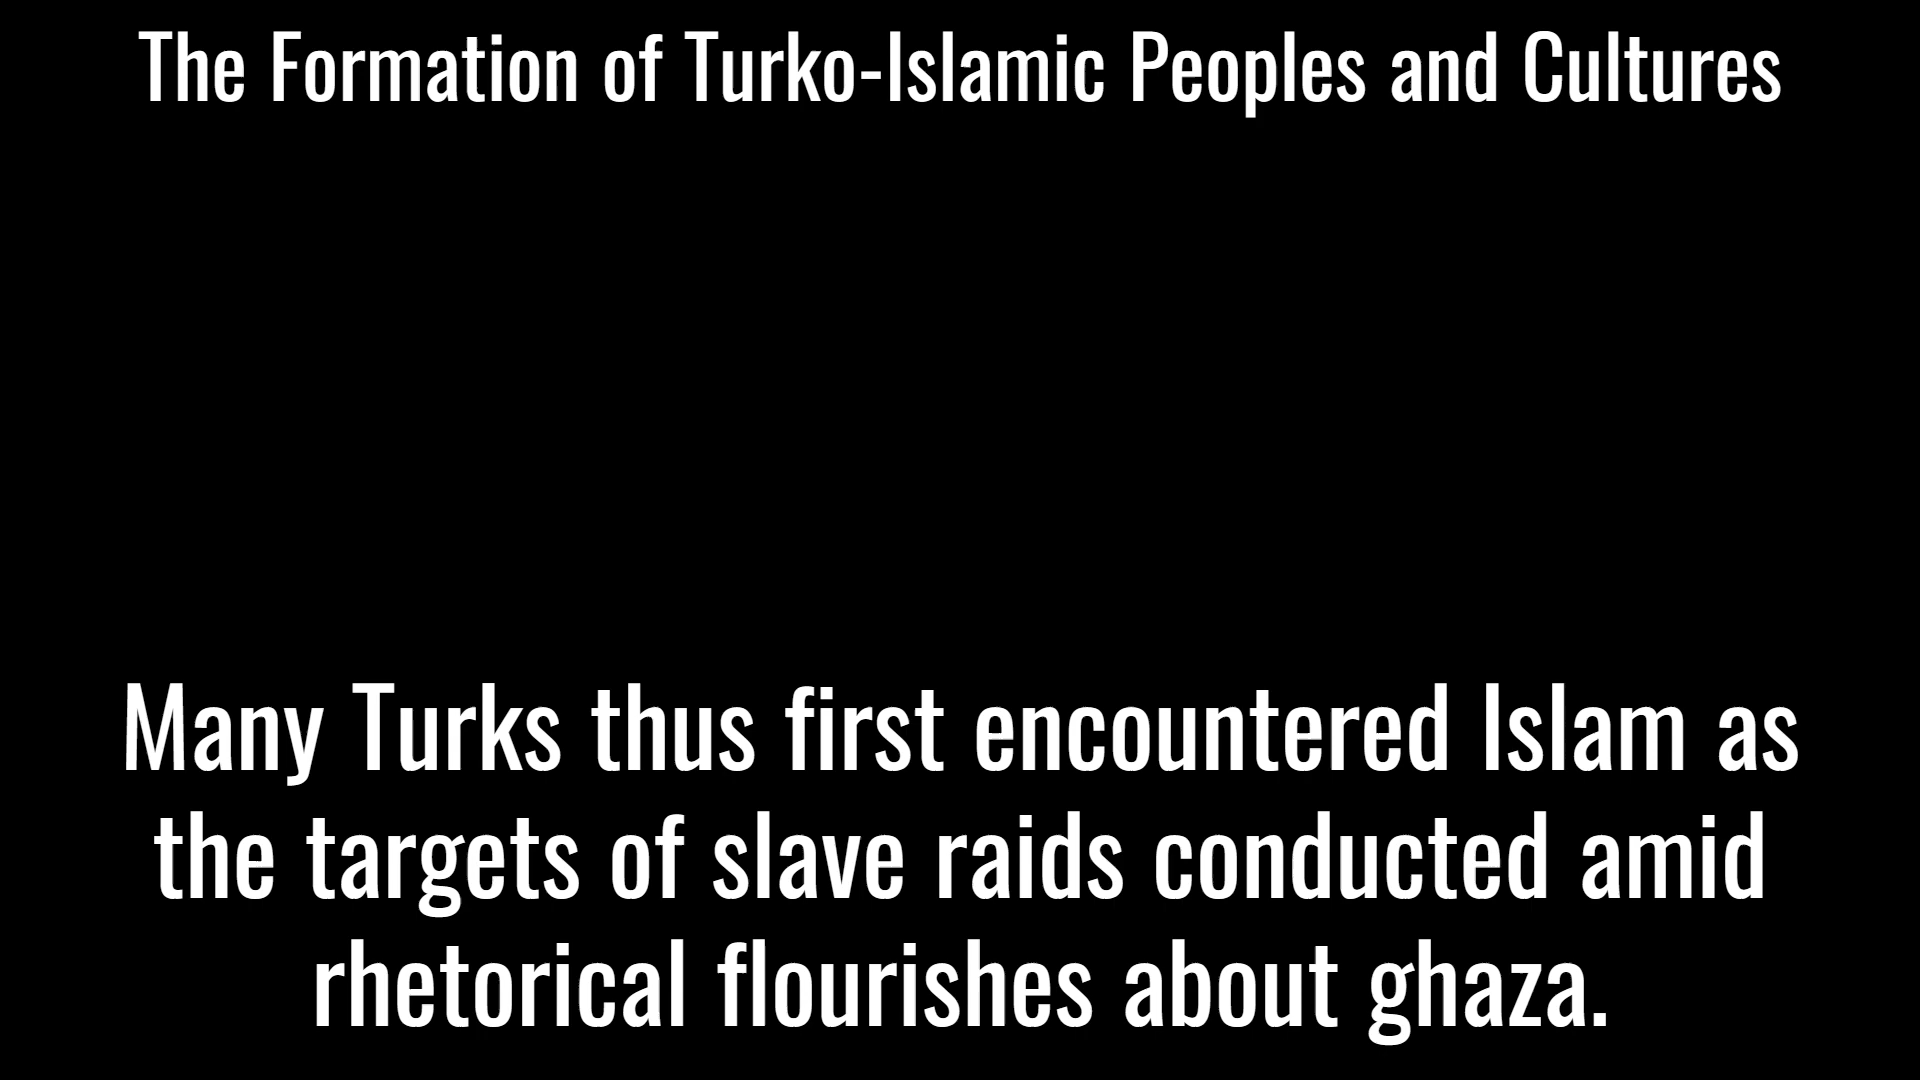 The Formation of Turko-Islamic Peoples and Cultures
Many Turks thus first encountered Islam as
the targets of slave raids conducted amid
rhetorical flourishes about ghaza.